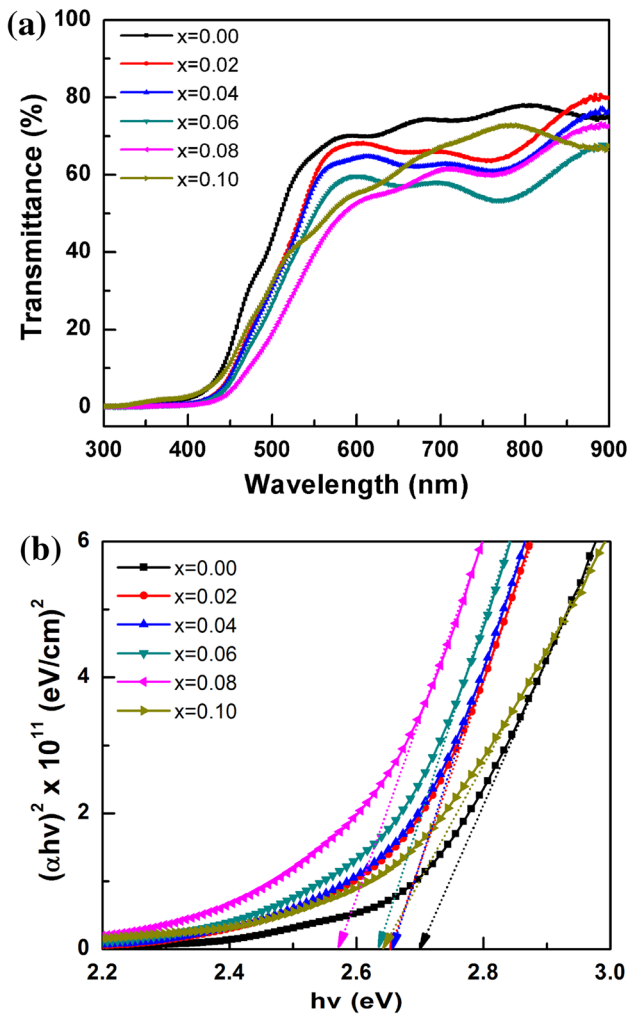 (a)
100
80
60
40
20
0
Transmittance (%)
x=0.00
x=0.02
x=0.04
x=0.06
x=0.08
x=0.10
300 400 500 600 700 800 900
Wavelength (nm)
(b)
6
4
2
0
(αhν)² x 10¹¹ (eV/cm)²
x=0.00
x=0.02
x=0.04
x=0.06
x=0.08
x=0.10
2.2 2.4 2.6 2.8 3.0
hν (eV)